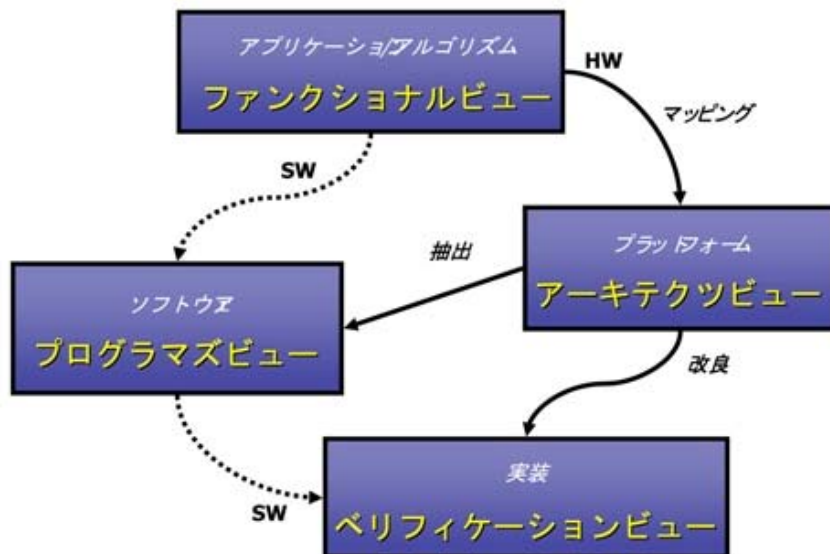 アプリケーション/アルゴリズム
ファンクショナルビュー
HW
マッピング
SW
プラットフォーム
アーキテクツビュー
抽出
ソフトウエア
プログラマズビュー
改良
実装
ベリフィケーションビュー
SW